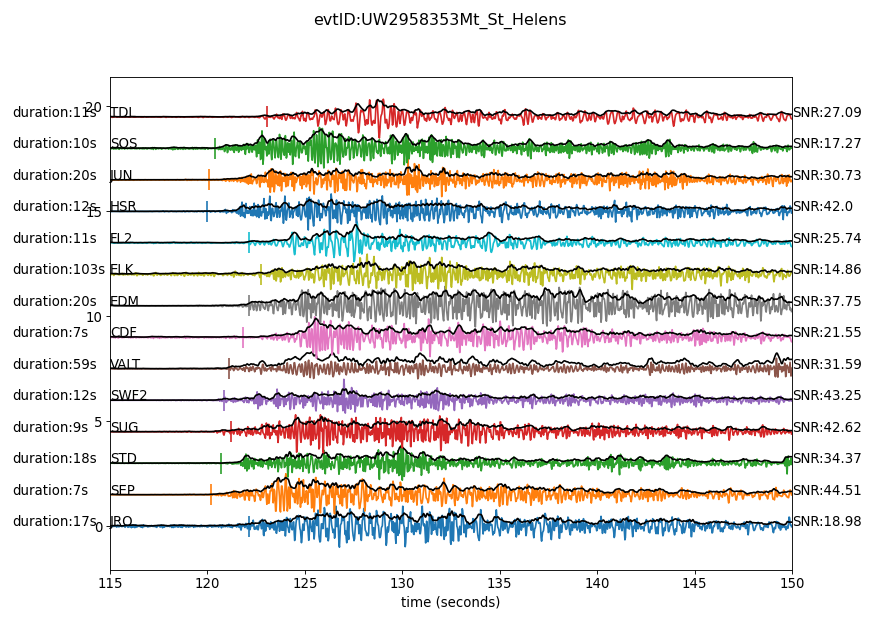 evtID:UW2958353Mt_St_Helens
20
duration:11s TDL SNR:27.09
duration:10s SOS SNR:17.27
duration:20s JUN SNR:30.73
duration:12s HSR SNR:42.0
15
duration:11s FL2 SNR:25.74
duration:103s ELK SNR:14.86
duration:20s EDM SNR:37.75
10
duration:7s CDF SNR:21.55
duration:59s VALT SNR:31.59
duration:12s SWF2 SNR:43.25
5
duration:9s SUG SNR:42.62
duration:18s STD SNR:34.37
duration:7s SEP SNR:44.51
duration:17s JRO SNR:18.98
0
115 120 125 130 135 140 145 150
time (seconds)